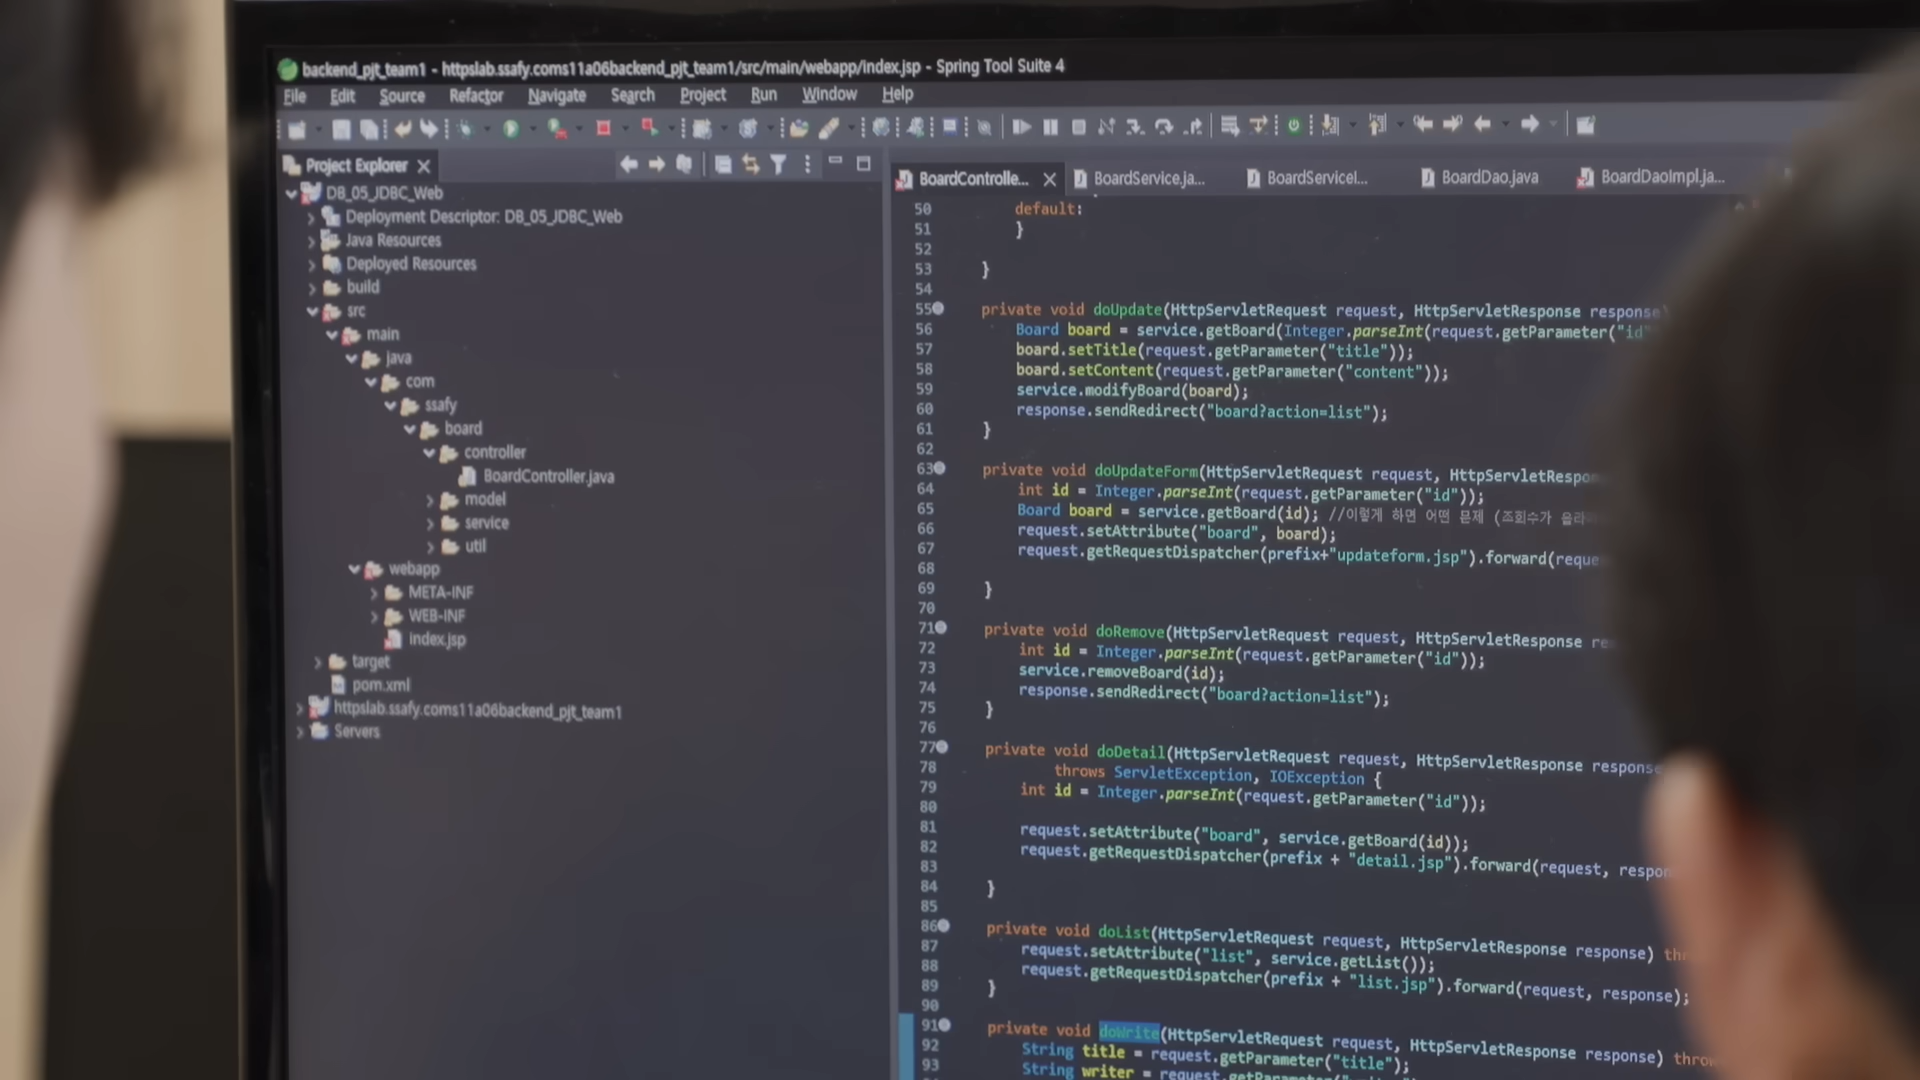 backend_pjt_team1 - httpslab.ssafy.coms11a06backend_pjt_team1/src/main/webapp/index.jsp - Spring Tool Suite 4
File Edit Source Refactor Navigate Search Project Run Window Help
Project Explorer
DB_05_JDBC_Web
Deployment Descriptor: DB_05_JDBC_Web
Java Resources
Deployed Resources
build
src
main
java
com
ssafy
board
controller
BoardController.java
model
service
util
webapp
META-INF
WEB-INF
index.jsp
target
pom.xml
httpslab.ssafy.coms11a06backend_pjt_team1
Servers
BoardControlle... BoardService.ja... BoardServiceI... BoardDao.java BoardDaoImpl.ja...
50 default:
51 }
52
53 }
54
55 private void doUpdate(HttpServletRequest request, HttpServletResponse response)
56 Board board = service.getBoard(Integer.parseInt(request.getParameter("id"
57 board.setTitle(request.getParameter("title"));
58 board.setContent(request.getParameter("content"));
59 service.modifyBoard(board);
60 response.sendRedirect("board?action=list");
61 }
62
63 private void doUpdateForm(HttpServletRequest request, HttpServletRespon
64 int id = Integer.parseInt(request.getParameter("id"));
65 Board board = service.getBoard(id); //이렇게 하면 어떤 문제 (조회수가 올라
66 request.setAttribute("board", board);
67 request.getRequestDispatcher(prefix+"updateform.jsp").forward(reque
68
69 }
70
71 private void doRemove(HttpServletRequest request, HttpServletResponse re
72 int id = Integer.parseInt(request.getParameter("id"));
73 service.removeBoard(id);
74 response.sendRedirect("board?action=list");
75 }
76
77 private void doDetail(HttpServletRequest request, HttpServletResponse response
78 throws ServletException, IOException {
79 int id = Integer.parseInt(request.getParameter("id"));
80
81 request.setAttribute("board", service.getBoard(id));
82 request.getRequestDispatcher(prefix + "detail.jsp").forward(request, respon
83
84 }
85
86 private void doList(HttpServletRequest request, HttpServletResponse response) thr
87 request.setAttribute("list", service.getList());
88 request.getRequestDispatcher(prefix + "list.jsp").forward(request, response);
89 }
90
91 private void doWrite(HttpServletRequest request, HttpServletResponse response) throw
92 String title = request.getParameter("title");
93 String writer = request.getParameter(